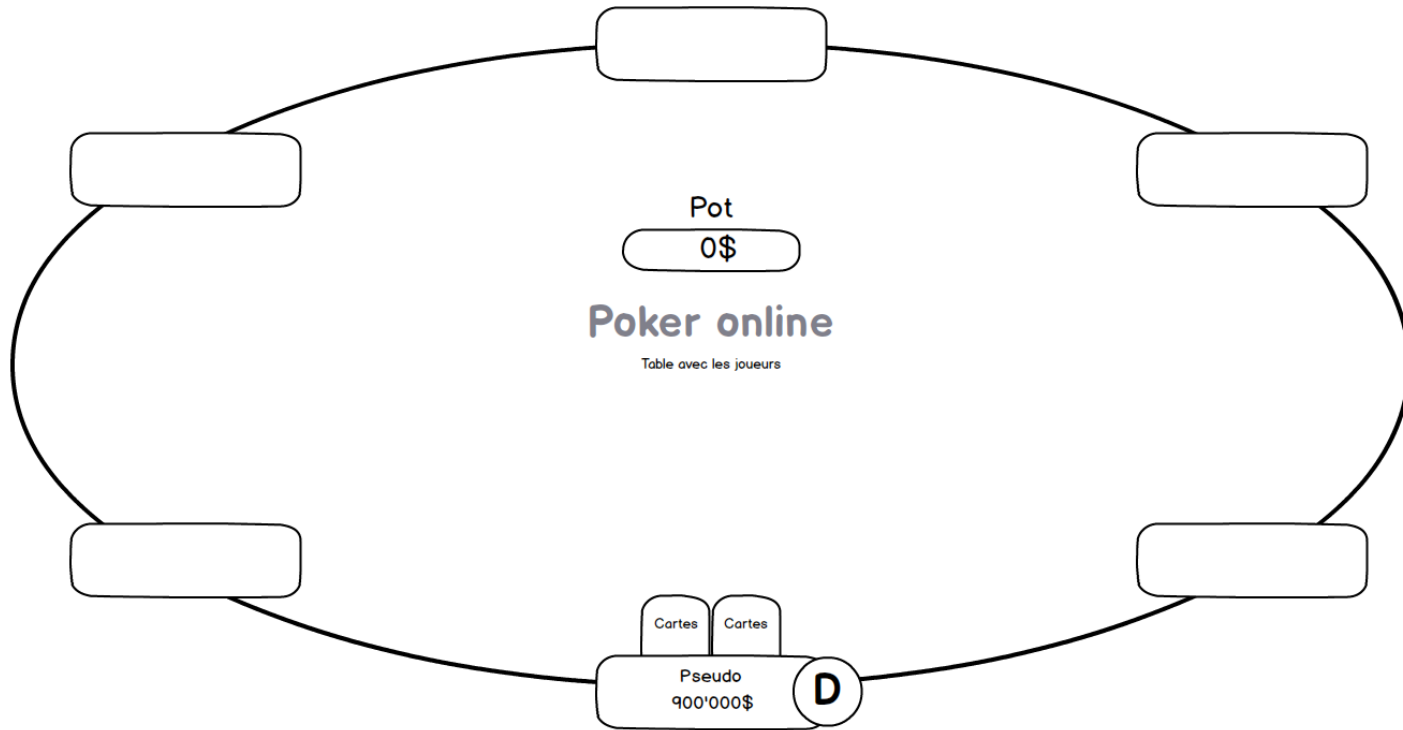 Pot
0$
Poker online
Table avec les joueurs
Cartes Cartes
Pseudo
900'000$
D